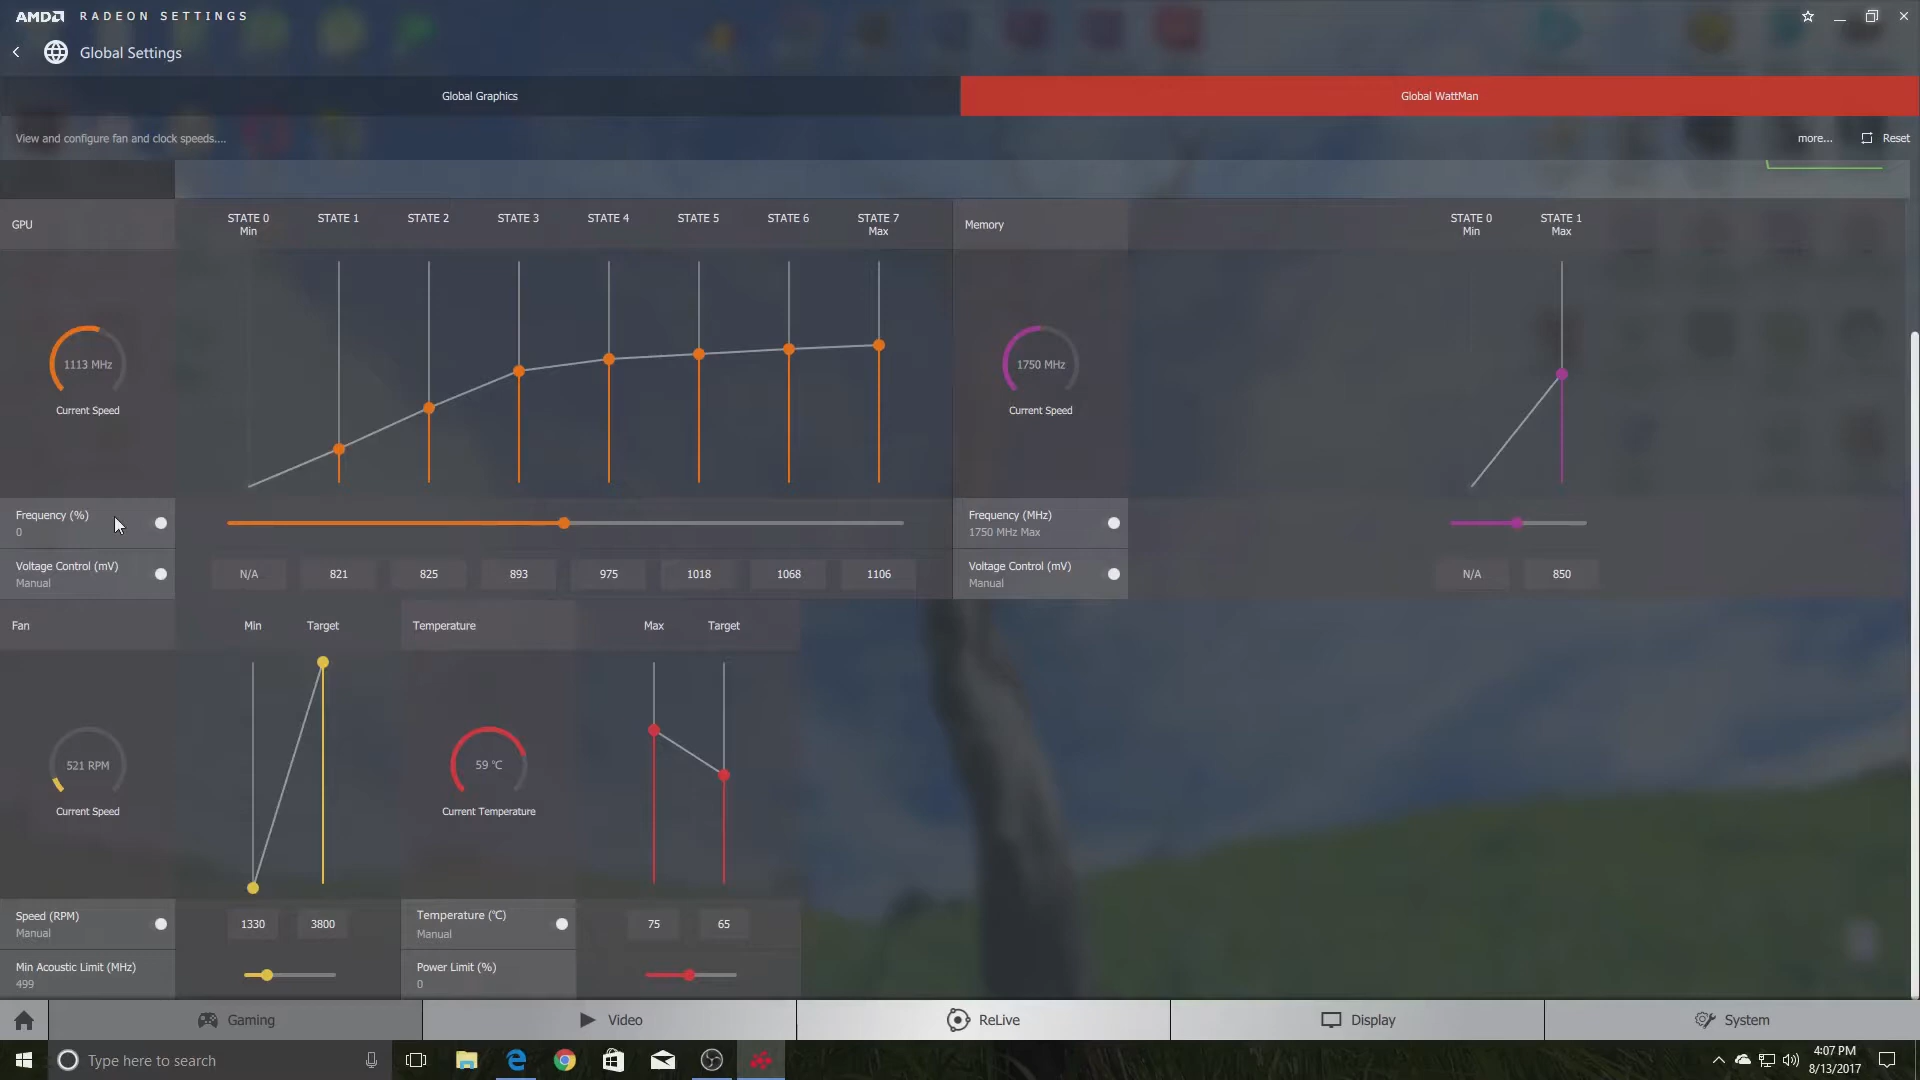 AMD RADEON SETTINGS
Global Settings
Global Graphics
Global WattMan
View and configure fan and clock speeds....
more...
Reset
GPU
STATE 0
Min
STATE 1
STATE 2
STATE 3
STATE 4
STATE 5
STATE 6
STATE 7
Max
Memory
STATE 0
Min
STATE 1
Max
1113 MHz
Current Speed
1750 MHz
Current Speed
Frequency (%)
0
Frequency (MHz)
1750 MHz Max
Voltage Control (mV)
Manual
N/A
821
825
893
975
1018
1068
1106
Voltage Control (mV)
Manual
N/A
850
Fan
Min
Target
Temperature
Max
Target
521 RPM
Current Speed
59 °C
Current Temperature
Speed (RPM)
Manual
1330
3800
Temperature (°C)
Manual
75
65
Min Acoustic Limit (MHz)
499
Power Limit (%)
0
Gaming
Video
ReLive
Display
System
Type here to search
4:07 PM
8/13/2017